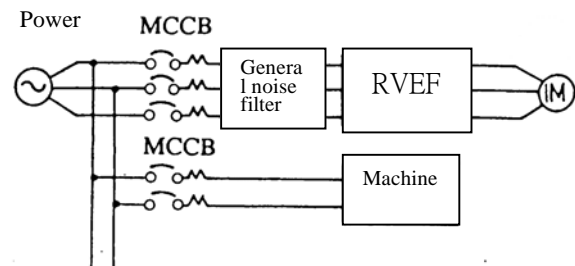 Power
MCCB
Genera
l noise
filter
RVEF
IM
MCCB
Machine